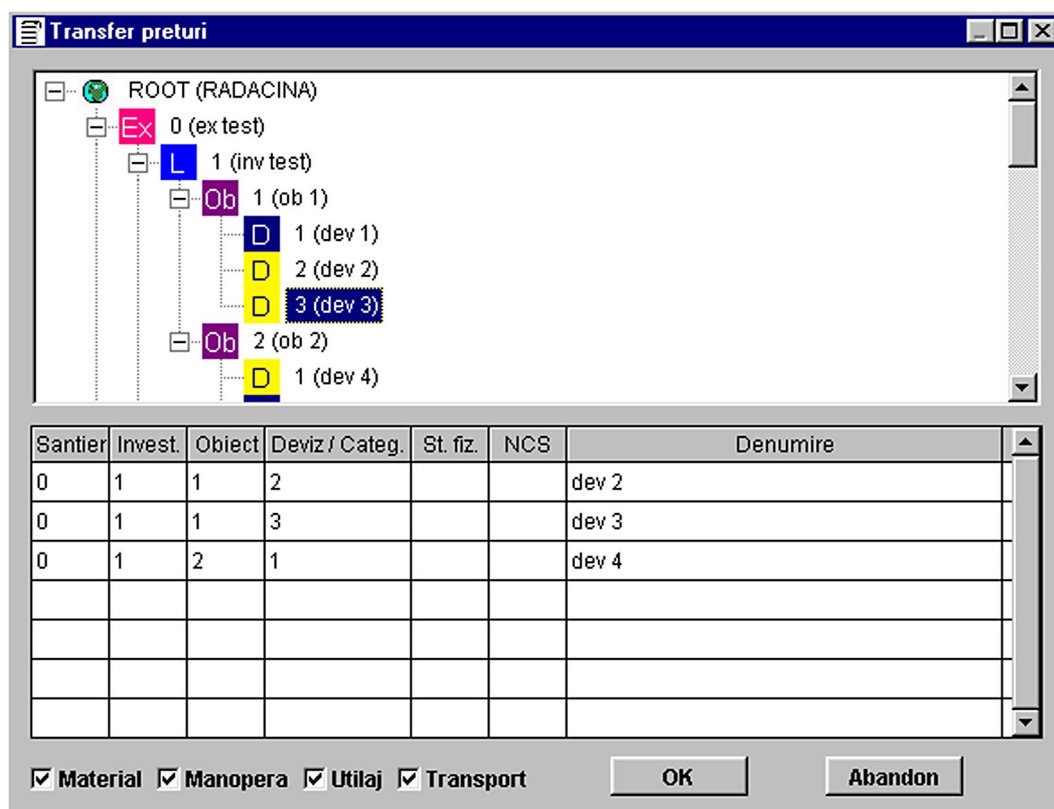 Transfer preturi
ROOT (RADACINA)
Ex 0 (ex test)
L 1 (inv test)
Ob 1 (ob 1)
D 1 (dev 1)
D 2 (dev 2)
D 3 (dev 3)
Ob 2 (ob 2)
D 1 (dev 4)
Santier Invest. Obiect Deviz / Categ. St. fiz. NCS Denumire
0 1 1 2 dev 2
0 1 1 3 dev 3
0 1 2 1 dev 4
Material Manopera Utilaj Transport OK Abandon